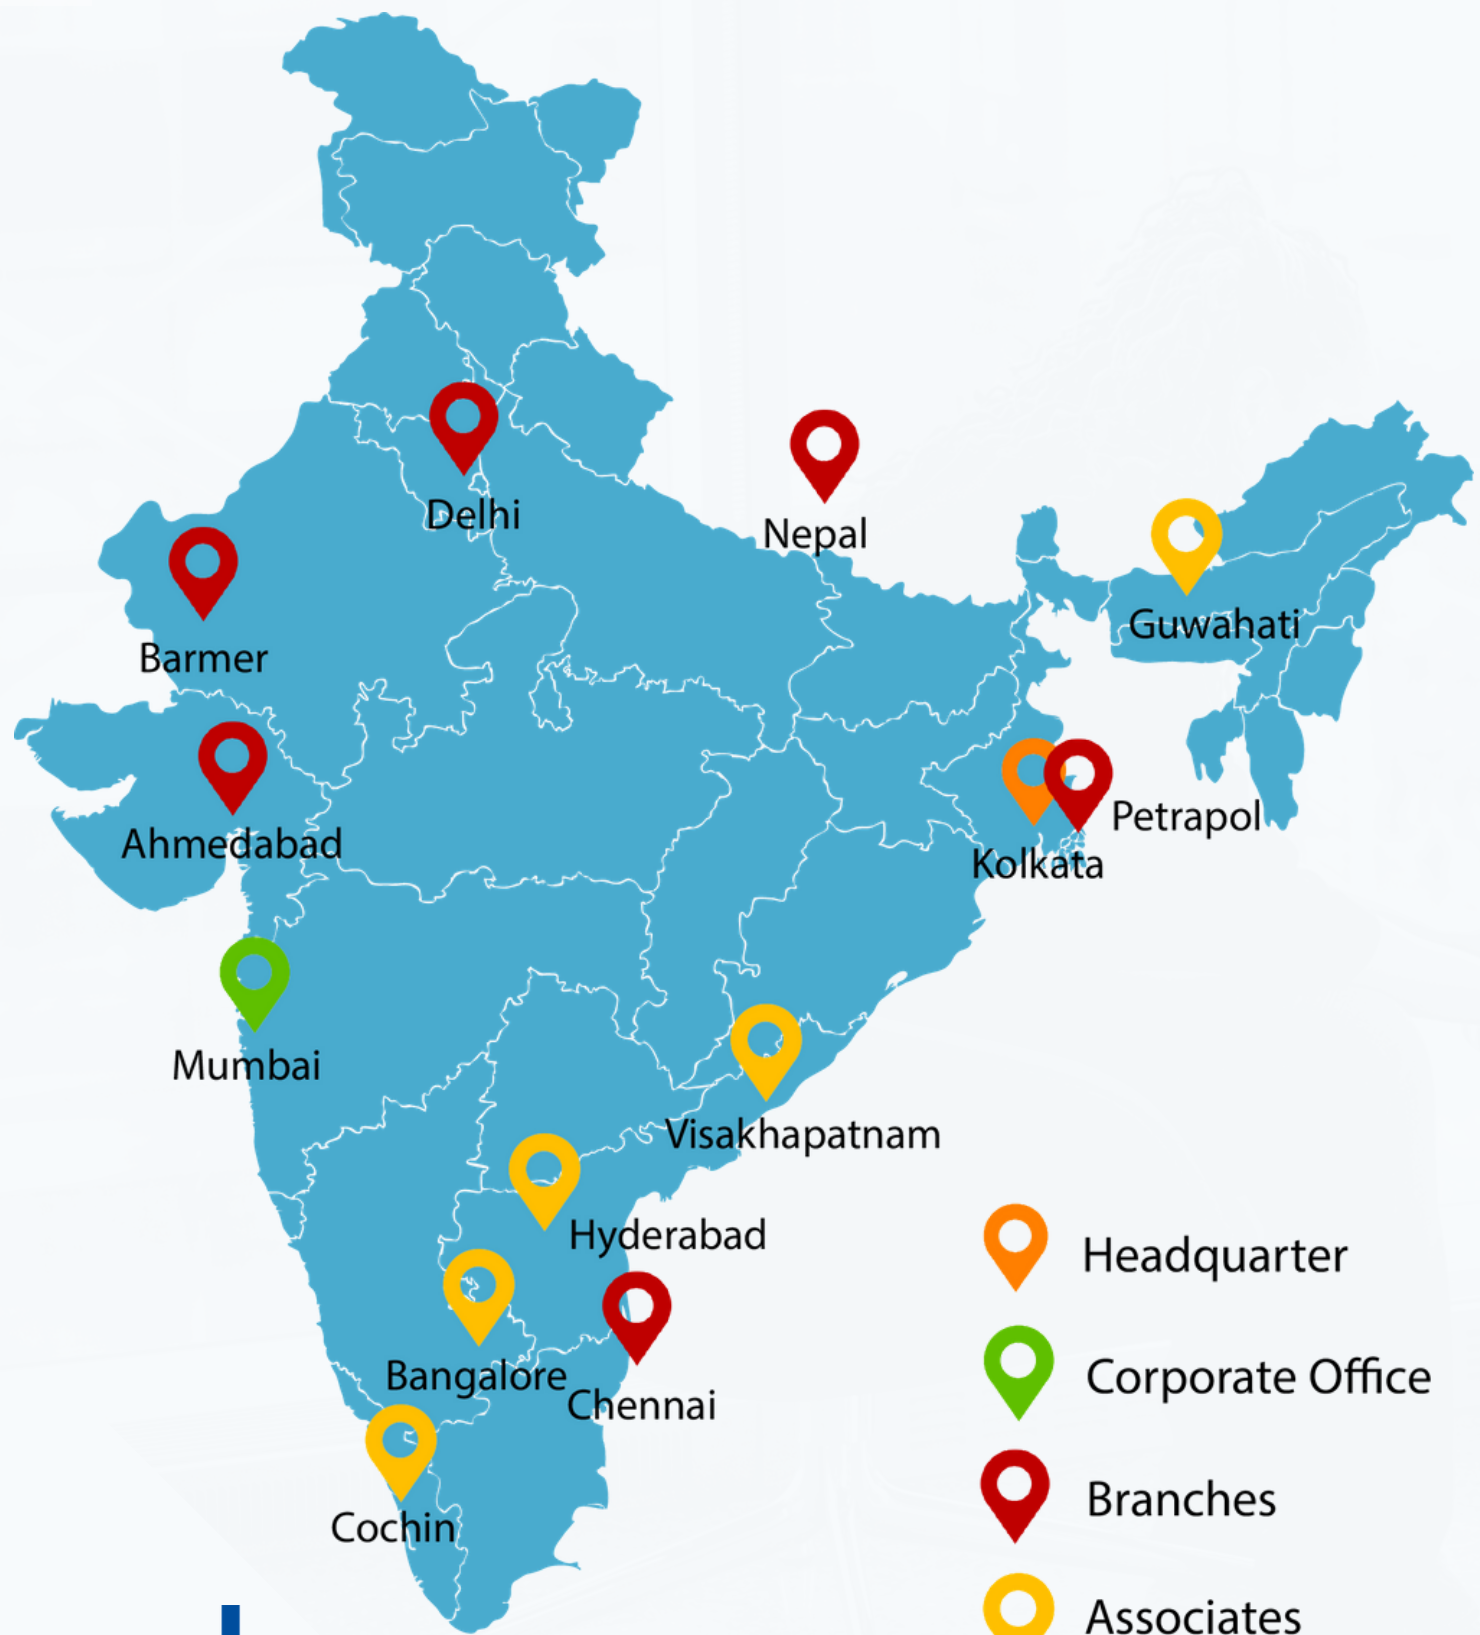 Delhi
Nepal
Guwahati
Barmer
Petrapol
Ahmedabad
Kolkata
Mumbai
Visakhapatnam
Hyderabad
Headquarter
Bangalore
Corporate Office
Chennai
Branches
Cochin
Associates